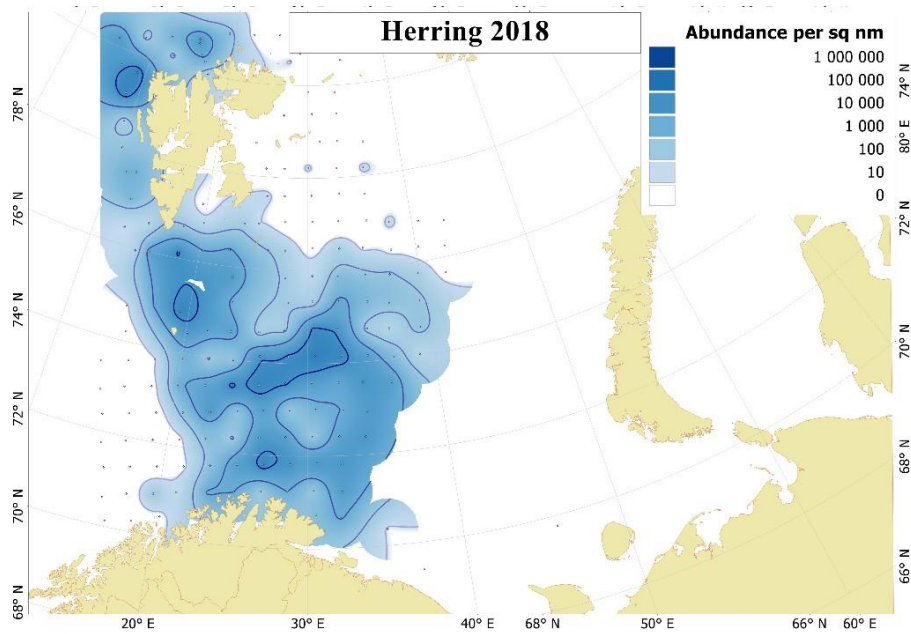 Herring 2018
Abundance per sq nm
1 000 000
100 000
10 000
1 000
100
10
0
78° N
76° N
74° N
72° N
70° N
68° N
74° N
80° E
72° N
70° N
68° N
66° N
20° E
30° E
40° E
68° N
50° E
66° N
60° E